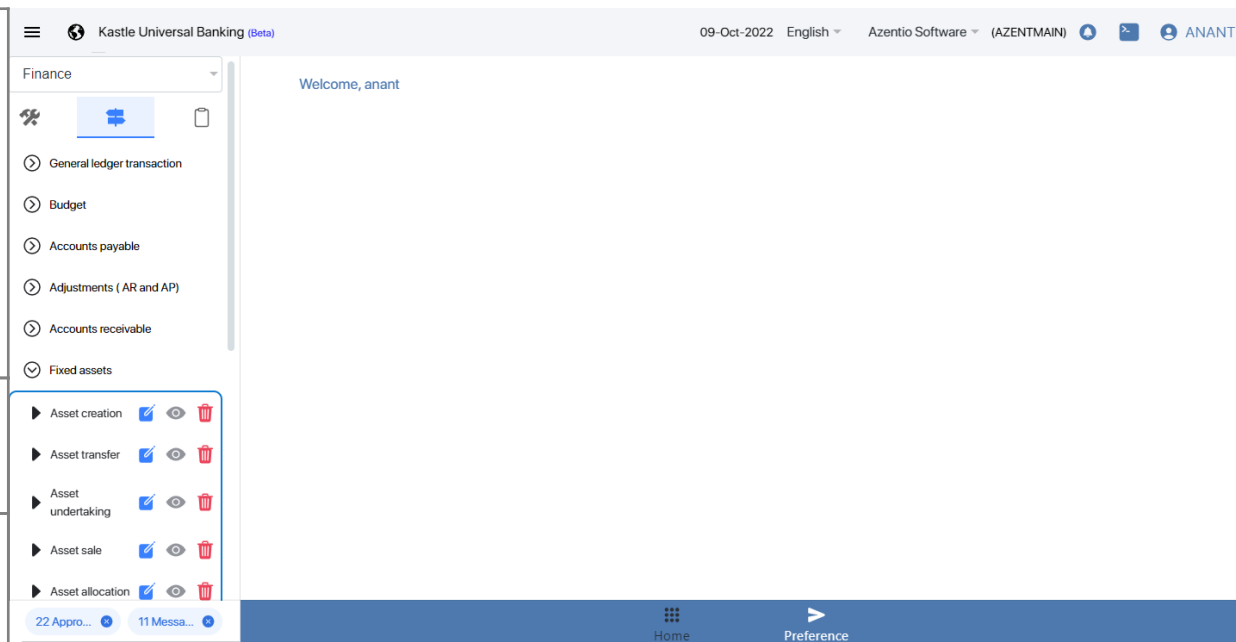 Kastle Universal Banking (Beta)
09-Oct-2022 English Azentio Software (AZENTMAIN) ANANT
Finance
Welcome, anant
General ledger transaction
Budget
Accounts payable
Adjustments ( AR and AP)
Accounts receivable
Fixed assets
Asset creation
Asset transfer
Asset
undertaking
Asset sale
Asset allocation
22 Appro... 11 Messa...
Home Preference